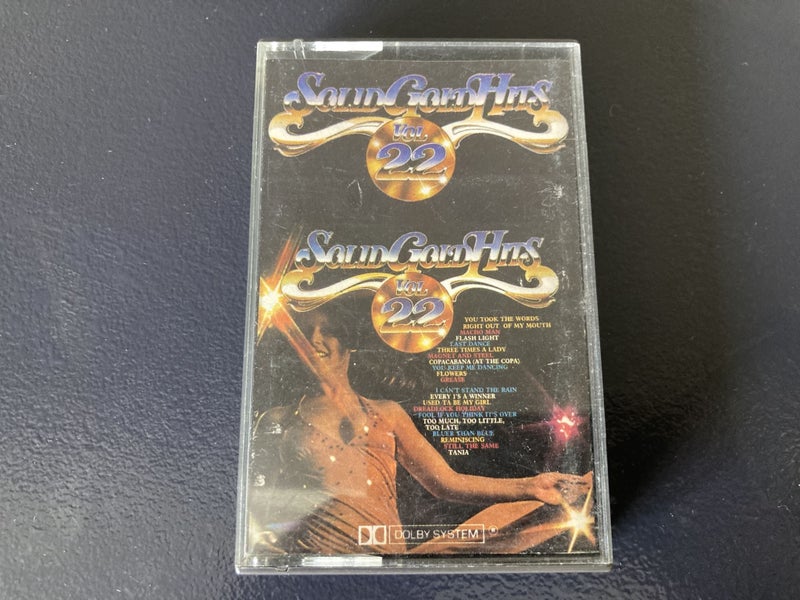 SOLID GOLD HITS
VOL.
22
SOLID GOLD HITS
VOL.
22
YOU TOOK THE WORDS
RIGHT OUT OF MY MOUTH
MACHO MAN
FLASH LIGHT
LAST DANCE
THREE TIMES A LADY
MAGNET AND STEEL
COPACABANA (AT THE COPA)
YOU KEEP ME DANCING
FLOWERS
GREASE
I CAN'T STAND THE RAIN
EVERY 1'S A WINNER
USED TA BE MY GIRL
DREADLOCK HOLIDAY
FOOL IF YOU THINK IT'S OVER
TOO MUCH, TOO LITTLE,
TOO LATE
BLUER THAN BLUE
REMINISCING
STILL THE SAME
TANIA
DOLBY SYSTEM